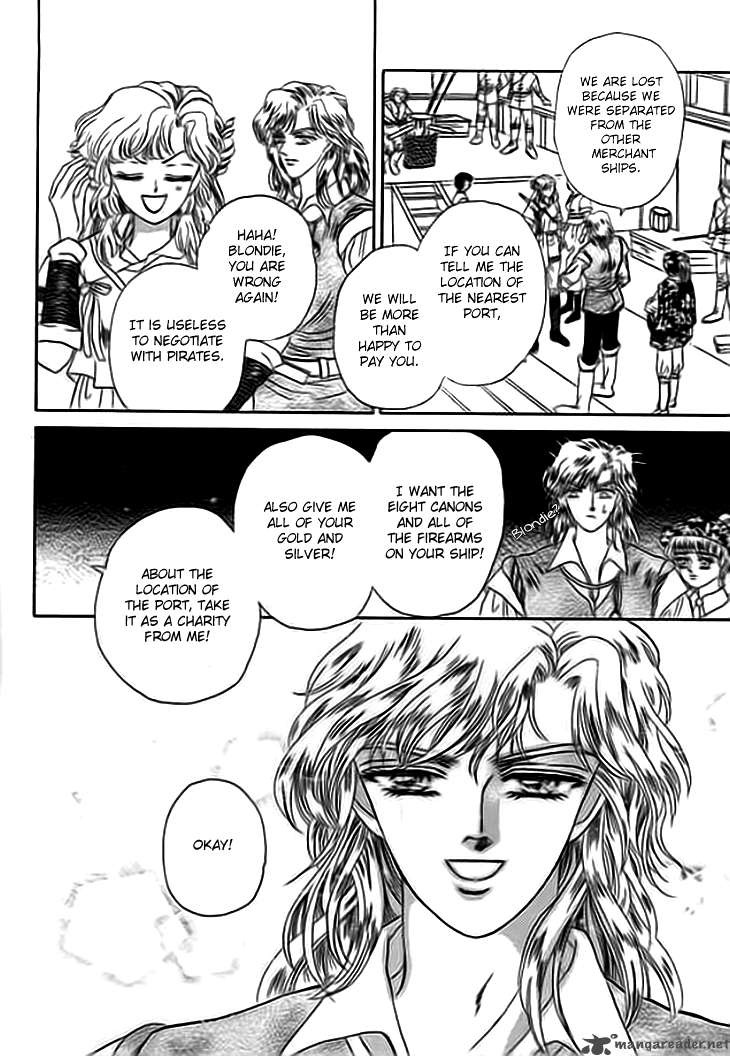 WE ARE LOST
BECAUSE WE
WERE SEPARATED
FROM THE
OTHER
MERCHANT
SHIPS.
IF YOU CAN
TELL ME THE
LOCATION OF
OF THE NEAREST
PORT,
WE WILL
BE MORE
THAN
HAPPY TO
PAY YOU.
HAHA!
BLONDIE,
YOU ARE
WRONG
AGAIN!
IT IS USELESS
TO NEGOTIATE
WITH PIRATES.
Blondie?
I WANT THE
EIGHT CANONS
AND ALL OF
THE FIREARMS
ON YOUR SHIP!
ALSO GIVE ME
ALL OF YOUR
GOLD AND
SILVER!
ABOUT THE
LOCATION OF
THE PORT, TAKE
IT AS A CHARITY
FROM ME!
OKAY!
mangareader.net